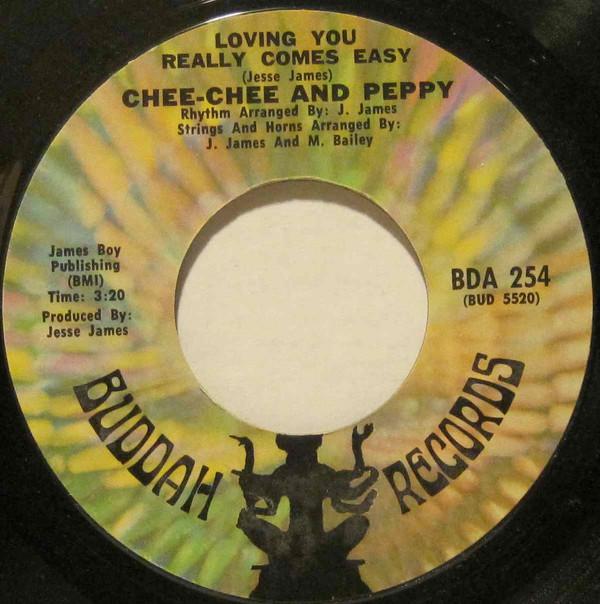 LOVING YOU
REALLY COMES EASY
(Jesse James)
CHEE-CHEE AND PEPPY
Rhythm Arranged By: J. James
Strings And Horns Arranged By:
J. James And M. Bailey
James Boy
Publishing
(BMI)
Time: 3:20
Produced By:
Jesse James
BDA 254
(BUD 5520)
BUDDAH RECORDS